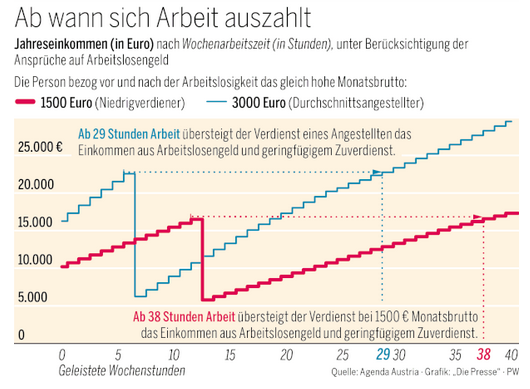 Ab wann sich Arbeit auszahlt
Jahreseinkommen (in Euro) nach Wochenarbeitszeit (in Stunden), unter Berücksichtigung der
Ansprüche auf Arbeitslosengeld
Die Person bezog vor und nach der Arbeitslosigkeit das gleich hohe Monatsbrutto:
1500 Euro (Niedrigverdiener) 3000 Euro (Durchschnittsangestellter)
Ab 29 Stunden Arbeit übersteigt der Verdienst eines Angestellten das
Einkommen aus Arbeitslosengeld und geringfügigem Zuverdienst.
25.000 €
20.000
15.000
10.000
5.000
0
Ab 38 Stunden Arbeit übersteigt der Verdienst bei 1500 € Monatsbrutto
das Einkommen aus Arbeitslosengeld und geringfügigem Zuverdienst.
0 5 10 15 20 25 29 30 35 38 40
Geleistete Wochenstunden
Quelle: Agenda Austria · Grafik: „Die Presse“ · PW